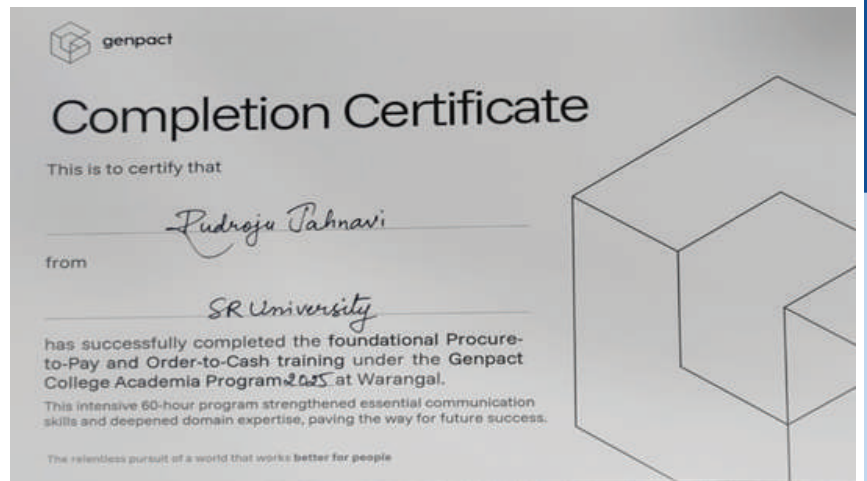 genpact
Completion Certificate
This is to certify that
Pudroju Jahnavi
from
SR University
has successfully completed the foundational Procure-
to-Pay and Order-to-Cash training under the Genpact
College Academia Program 2025 at Warangal.
This intensive 60-hour program strengthened essential communication
skills and deepened domain expertise, paving the way for future success.
The relentless pursuit of a world that works better for people